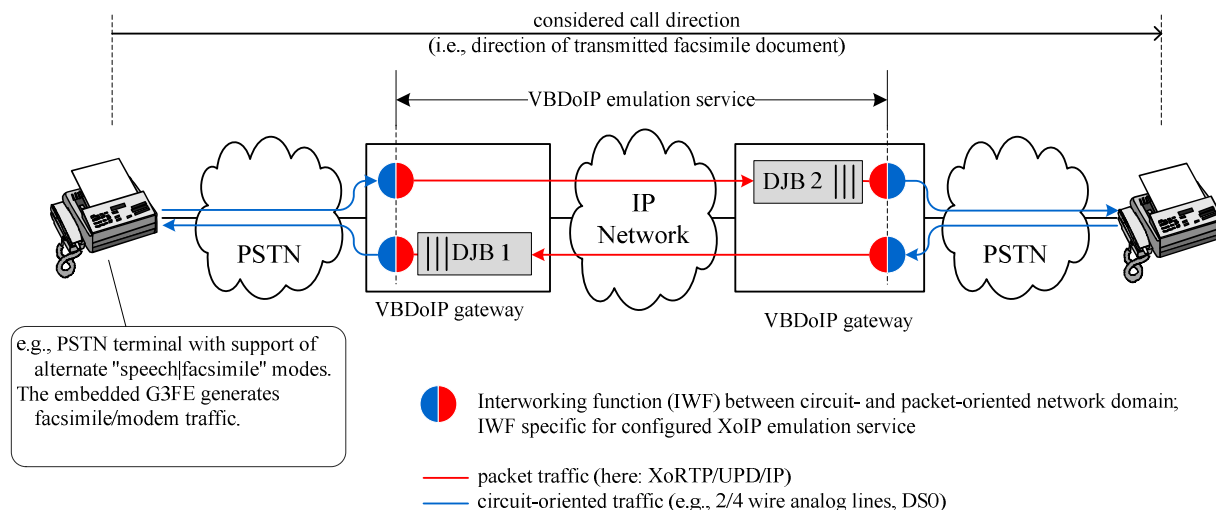 considered call direction
(i.e., direction of transmitted facsimile document)
VBDoIP emulation service
DJB 2
IP
Network
PSTN
DJB 1
PSTN
VBDoIP gateway
VBDoIP gateway
e.g., PSTN terminal with support of
alternate "speech|facsimile" modes.
The embedded G3FE generates
facsimile/modem traffic.
Interworking function (IWF) between circuit- and packet-oriented network domain;
IWF specific for configured XoIP emulation service
packet traffic (here: XoRTP/UPD/IP)
circuit-oriented traffic (e.g., 2/4 wire analog lines, DS0)